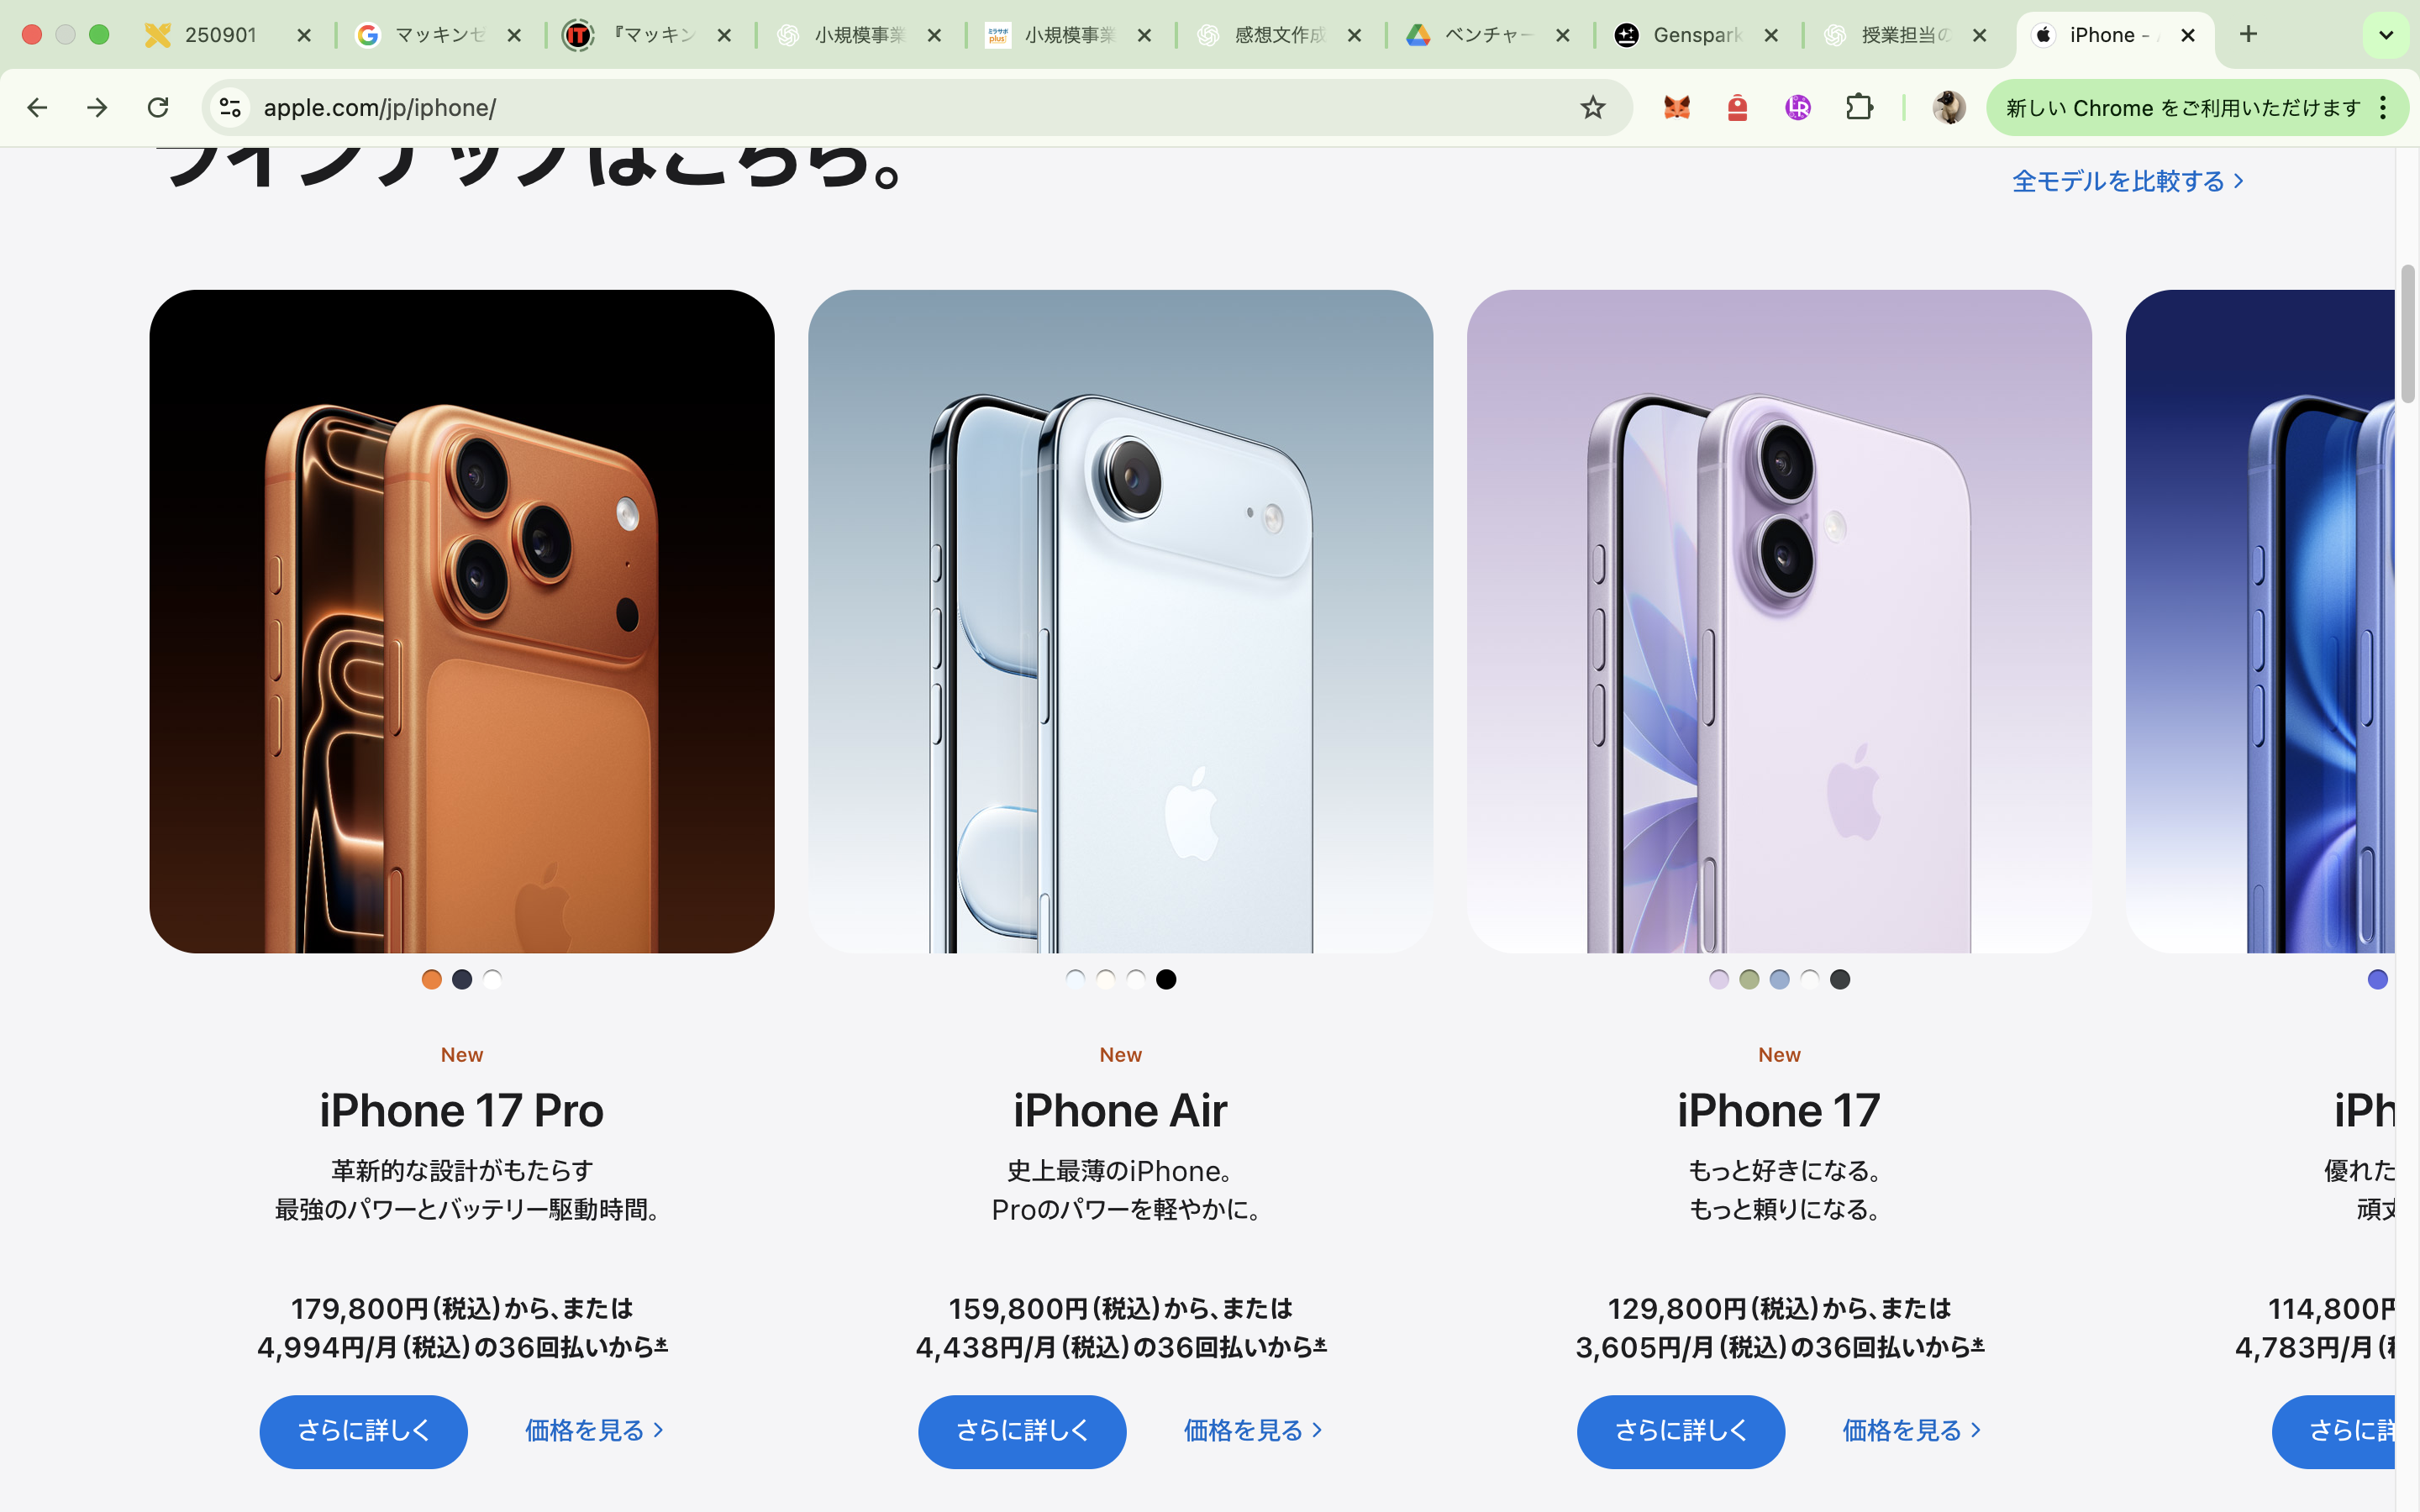 250901
マッキンゼ
『マッキン
小規模事業
小規模事業
感想文作成
ベンチャー
Genspark
授業担当の
iPhone -
apple.com/jp/iphone/
新しい Chrome をご利用いただけます
ラインナップはこちら。
全モデルを比較する
New
iPhone 17 Pro
革新的な設計がもたらす
最強のパワーとバッテリー駆動時間。
179,800円(税込)から、または
4,994円/月(税込)の36回払いから*
さらに詳しく
価格を見る
New
iPhone Air
史上最薄のiPhone。
Proのパワーを軽やかに。
159,800円(税込)から、または
4,438円/月(税込)の36回払いから*
さらに詳しく
価格を見る
New
iPhone 17
もっと好きになる。
もっと頼りになる。
129,800円(税込)から、または
3,605円/月(税込)の36回払いから*
さらに詳しく
価格を見る
iPh
優れた
頑丈
114,800円
4,783円/月(
さらに詳